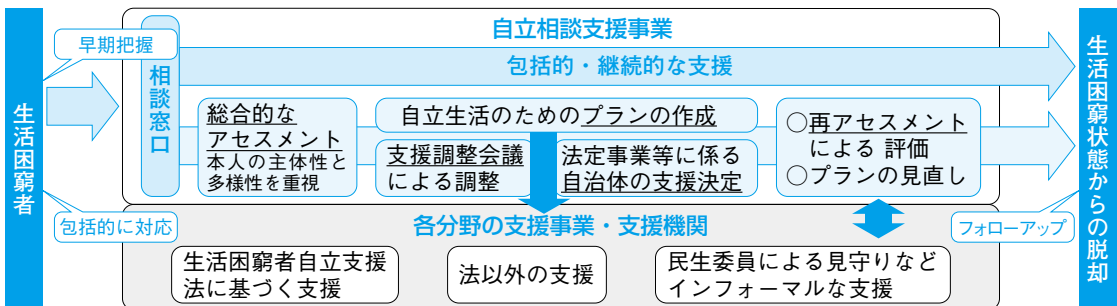 生活困窮者
早期把握
包括的に対応
自立相談支援事業
包括的・継続的な支援
相談窓口
総合的な
アセスメント
本人の主体性と
多様性を重視
自立生活のためのプランの作成
支援調整会議
による調整
法定事業等に係る
自治体の支援決定
○再アセスメント
による 評価
○プランの見直し
各分野の支援事業・支援機関
生活困窮者自立支援
法に基づく支援
法以外の支援
民生委員による見守りなど
インフォーマルな支援
フォローアップ
生活困窮状態からの脱却